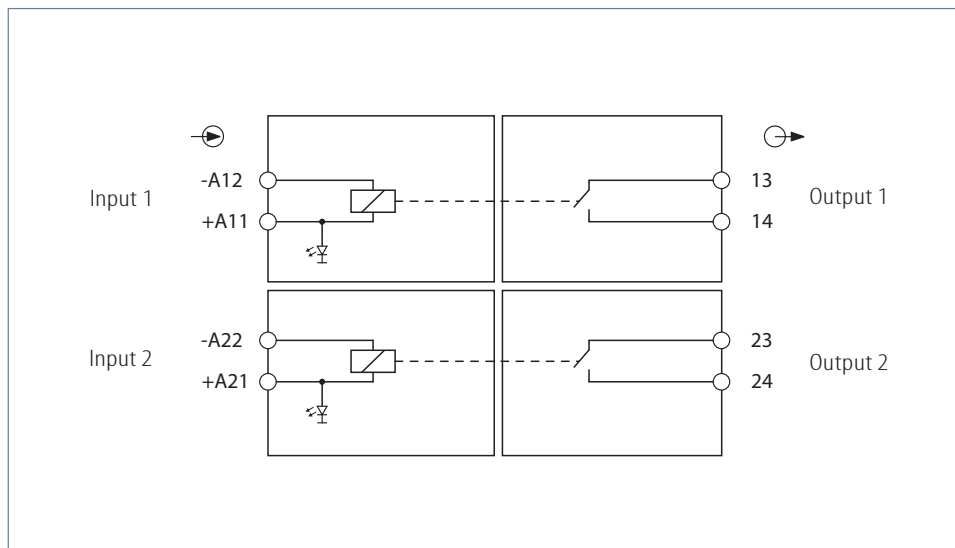 -A12
13
Input 1
Output 1
+A11
14
-A22
23
Input 2
Output 2
+A21
24